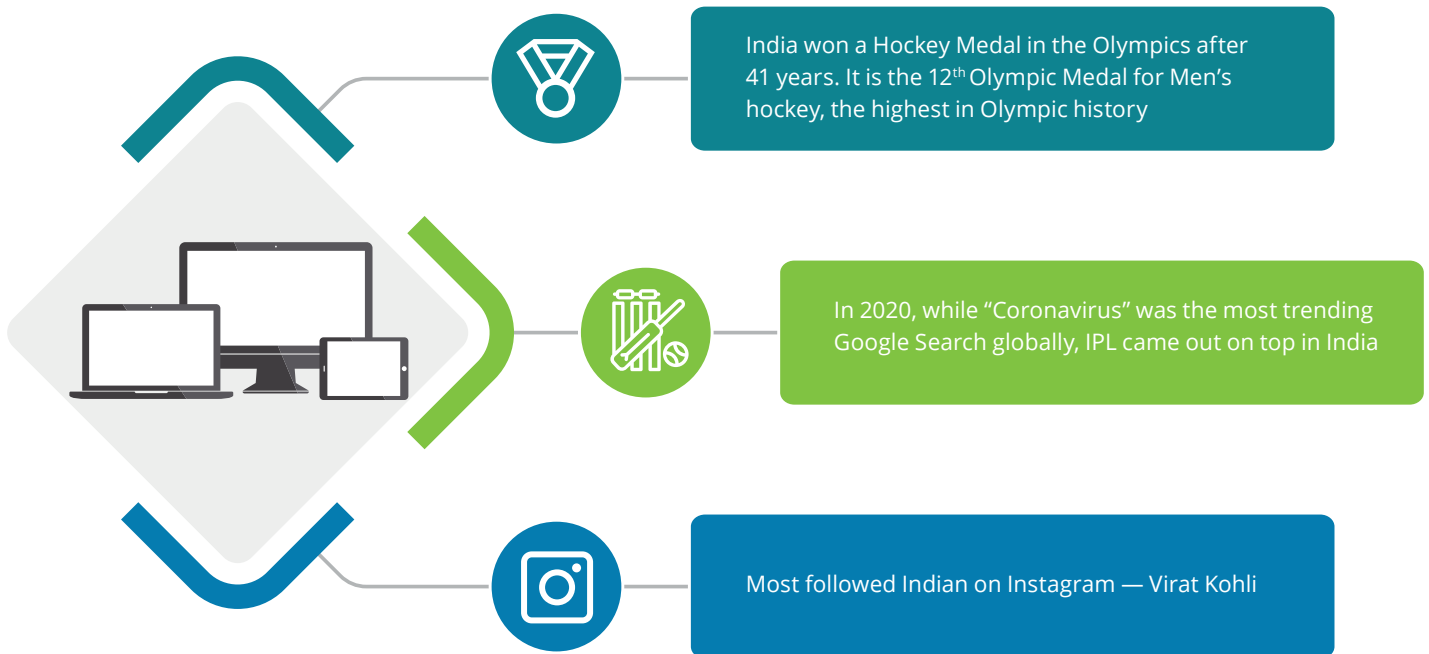 India won a Hockey Medal in the Olympics after
41 years. It is the 12th Olympic Medal for Men’s
hockey, the highest in Olympic history
In 2020, while “Coronavirus” was the most trending
Google Search globally, IPL came out on top in India
Most followed Indian on Instagram — Virat Kohli